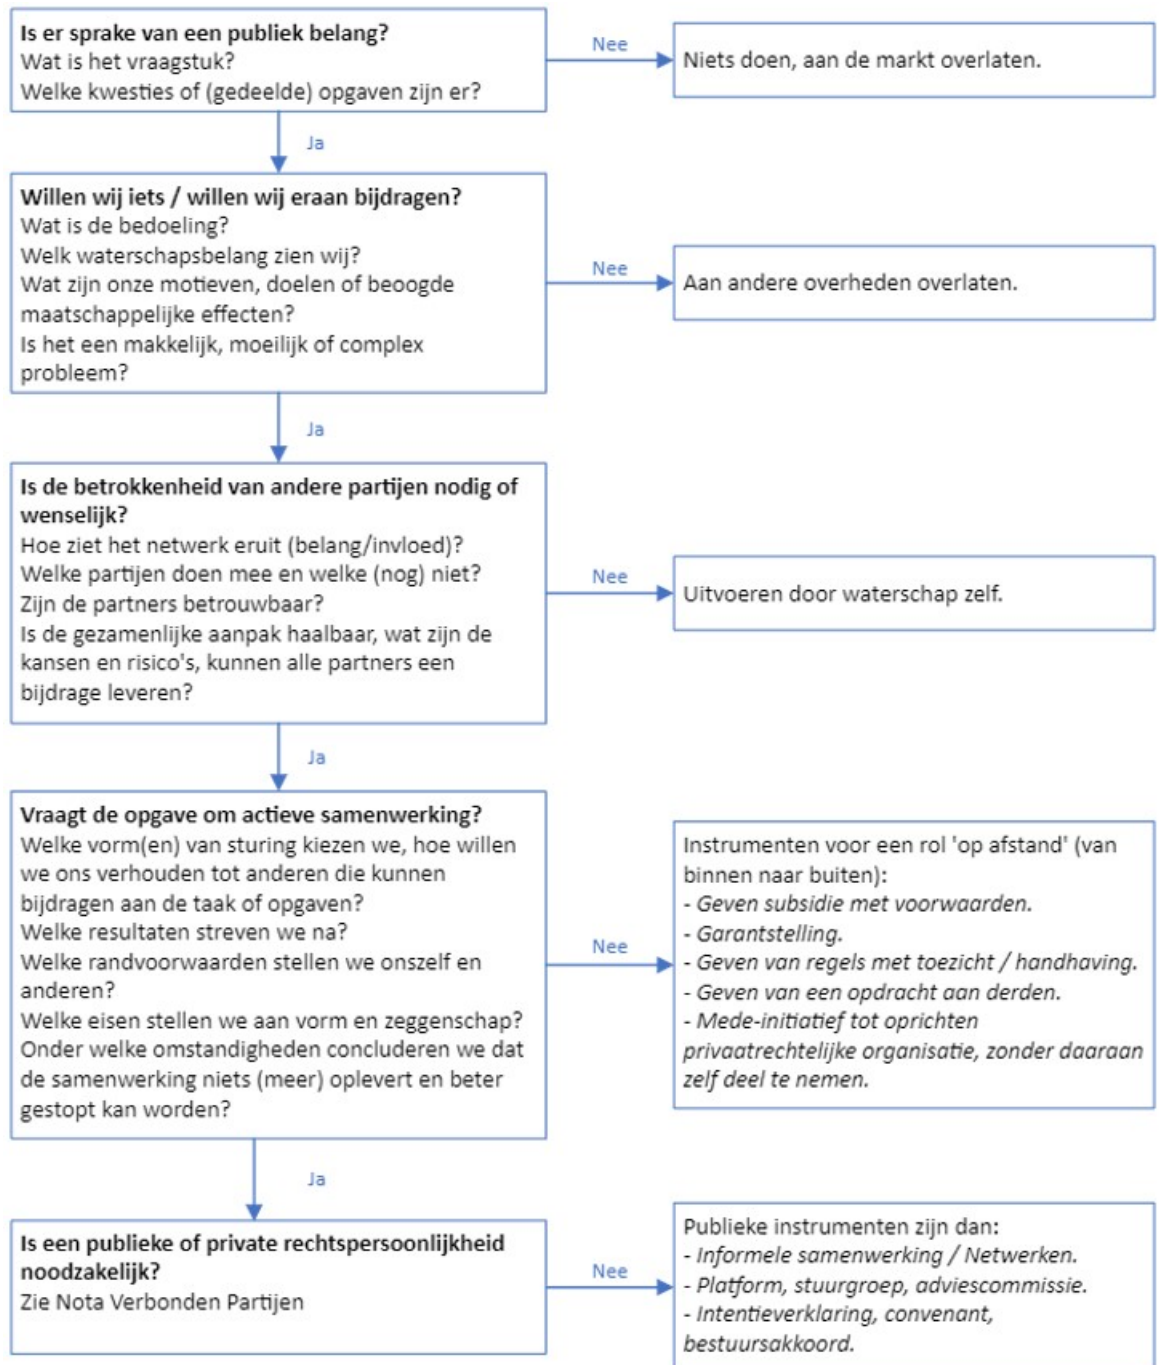 Is er sprake van een publiek belang?
Wat is het vraagstuk?
Welke kwesties of (gedeelde) opgaven zijn er?
Nee
Niets doen, aan de markt overlaten.
Ja
Willen wij iets / willen wij eraan bijdragen?
Wat is de bedoeling?
Welk waterschapsbelang zien wij?
Wat zijn onze motieven, doelen of beoogde
maatschappelijke effecten?
Is het een makkelijk, moeilijk of complex
probleem?
Nee
Aan andere overheden overlaten.
Ja
Is de betrokkenheid van andere partijen nodig of
wenselijk?
Hoe ziet het netwerk eruit (belang/invloed)?
Welke partijen doen mee en welke (nog) niet?
Zijn de partners betrouwbaar?
Is de gezamenlijke aanpak haalbaar, wat zijn de
kansen en risico's, kunnen alle partners een
bijdrage leveren?
Nee
Uitvoeren door waterschap zelf.
Ja
Vraagt de opgave om actieve samenwerking?
Welke vorm(en) van sturing kiezen we, hoe willen
we ons verhouden tot anderen die kunnen
bijdragen aan de taak of opgaven?
Welke resultaten streven we na?
Welke randvoorwaarden stellen we onszelf en
anderen?
Welke eisen stellen we aan vorm en zeggenschap?
Onder welke omstandigheden concluderen we dat
de samenwerking niets (meer) oplevert en beter
gestopt kan worden?
Nee
Instrumenten voor een rol 'op afstand' (van
binnen naar buiten):
- Geven subsidie met voorwaarden.
- Garantstelling.
- Geven van regels met toezicht / handhaving.
- Geven van een opdracht aan derden.
- Mede-initiatief tot oprichten
privaatrechtelijke organisatie, zonder daaraan
zelf deel te nemen.
Ja
Is een publieke of private rechtspersoonlijkheid
noodzakelijk?
Zie Nota Verbonden Partijen
Nee
Publieke instrumenten zijn dan:
- Informele samenwerking / Netwerken.
- Platform, stuurgroep, adviescommissie.
- Intentieverklaring, convenant,
bestuursakkoord.